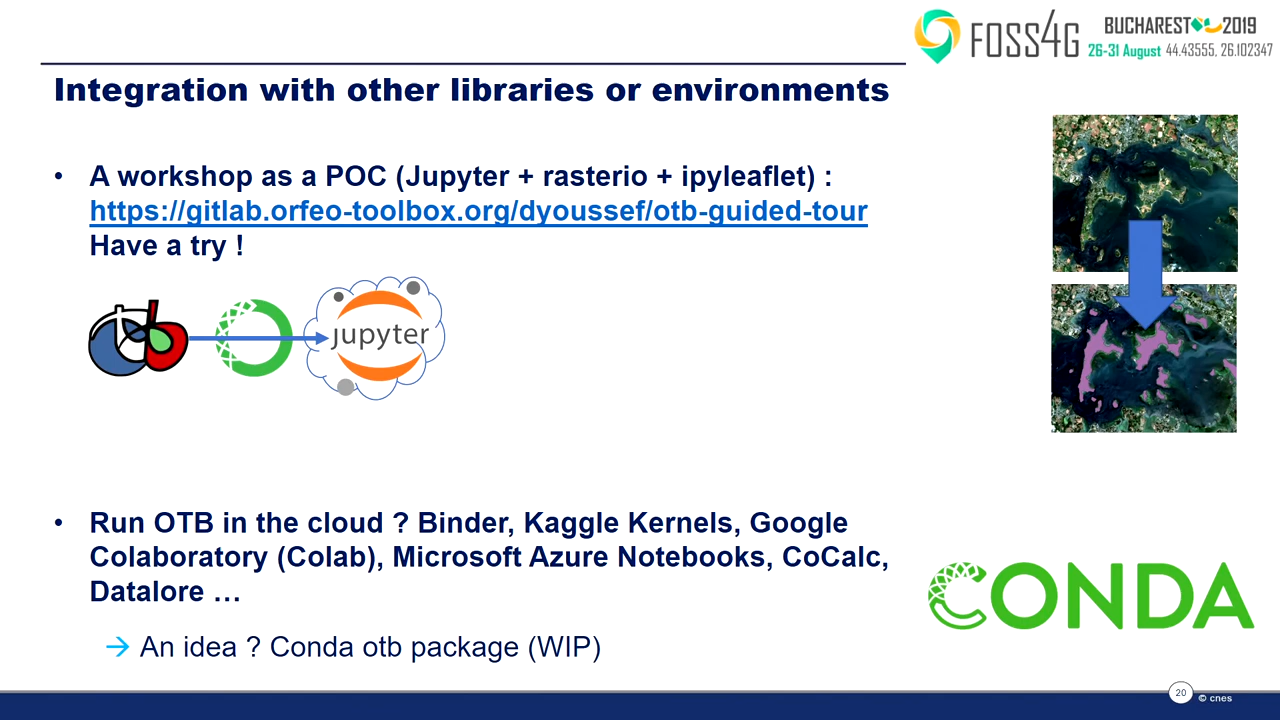 FOSS4G BUCHAREST 2019
26-31 August 44.43555, 26.102347
Integration with other libraries or environments
• A workshop as a POC (Jupyter + rasterio + ipyleaflet) :
https://gitlab.orfeo-toolbox.org/dyoussef/otb-guided-tour
Have a try !
jupyter
• Run OTB in the cloud ? Binder, Kaggle Kernels, Google
Colaboratory (Colab), Microsoft Azure Notebooks, CoCalc,
Datalore …
CONDA
→ An idea ? Conda otb package (WIP)
20
© cnes